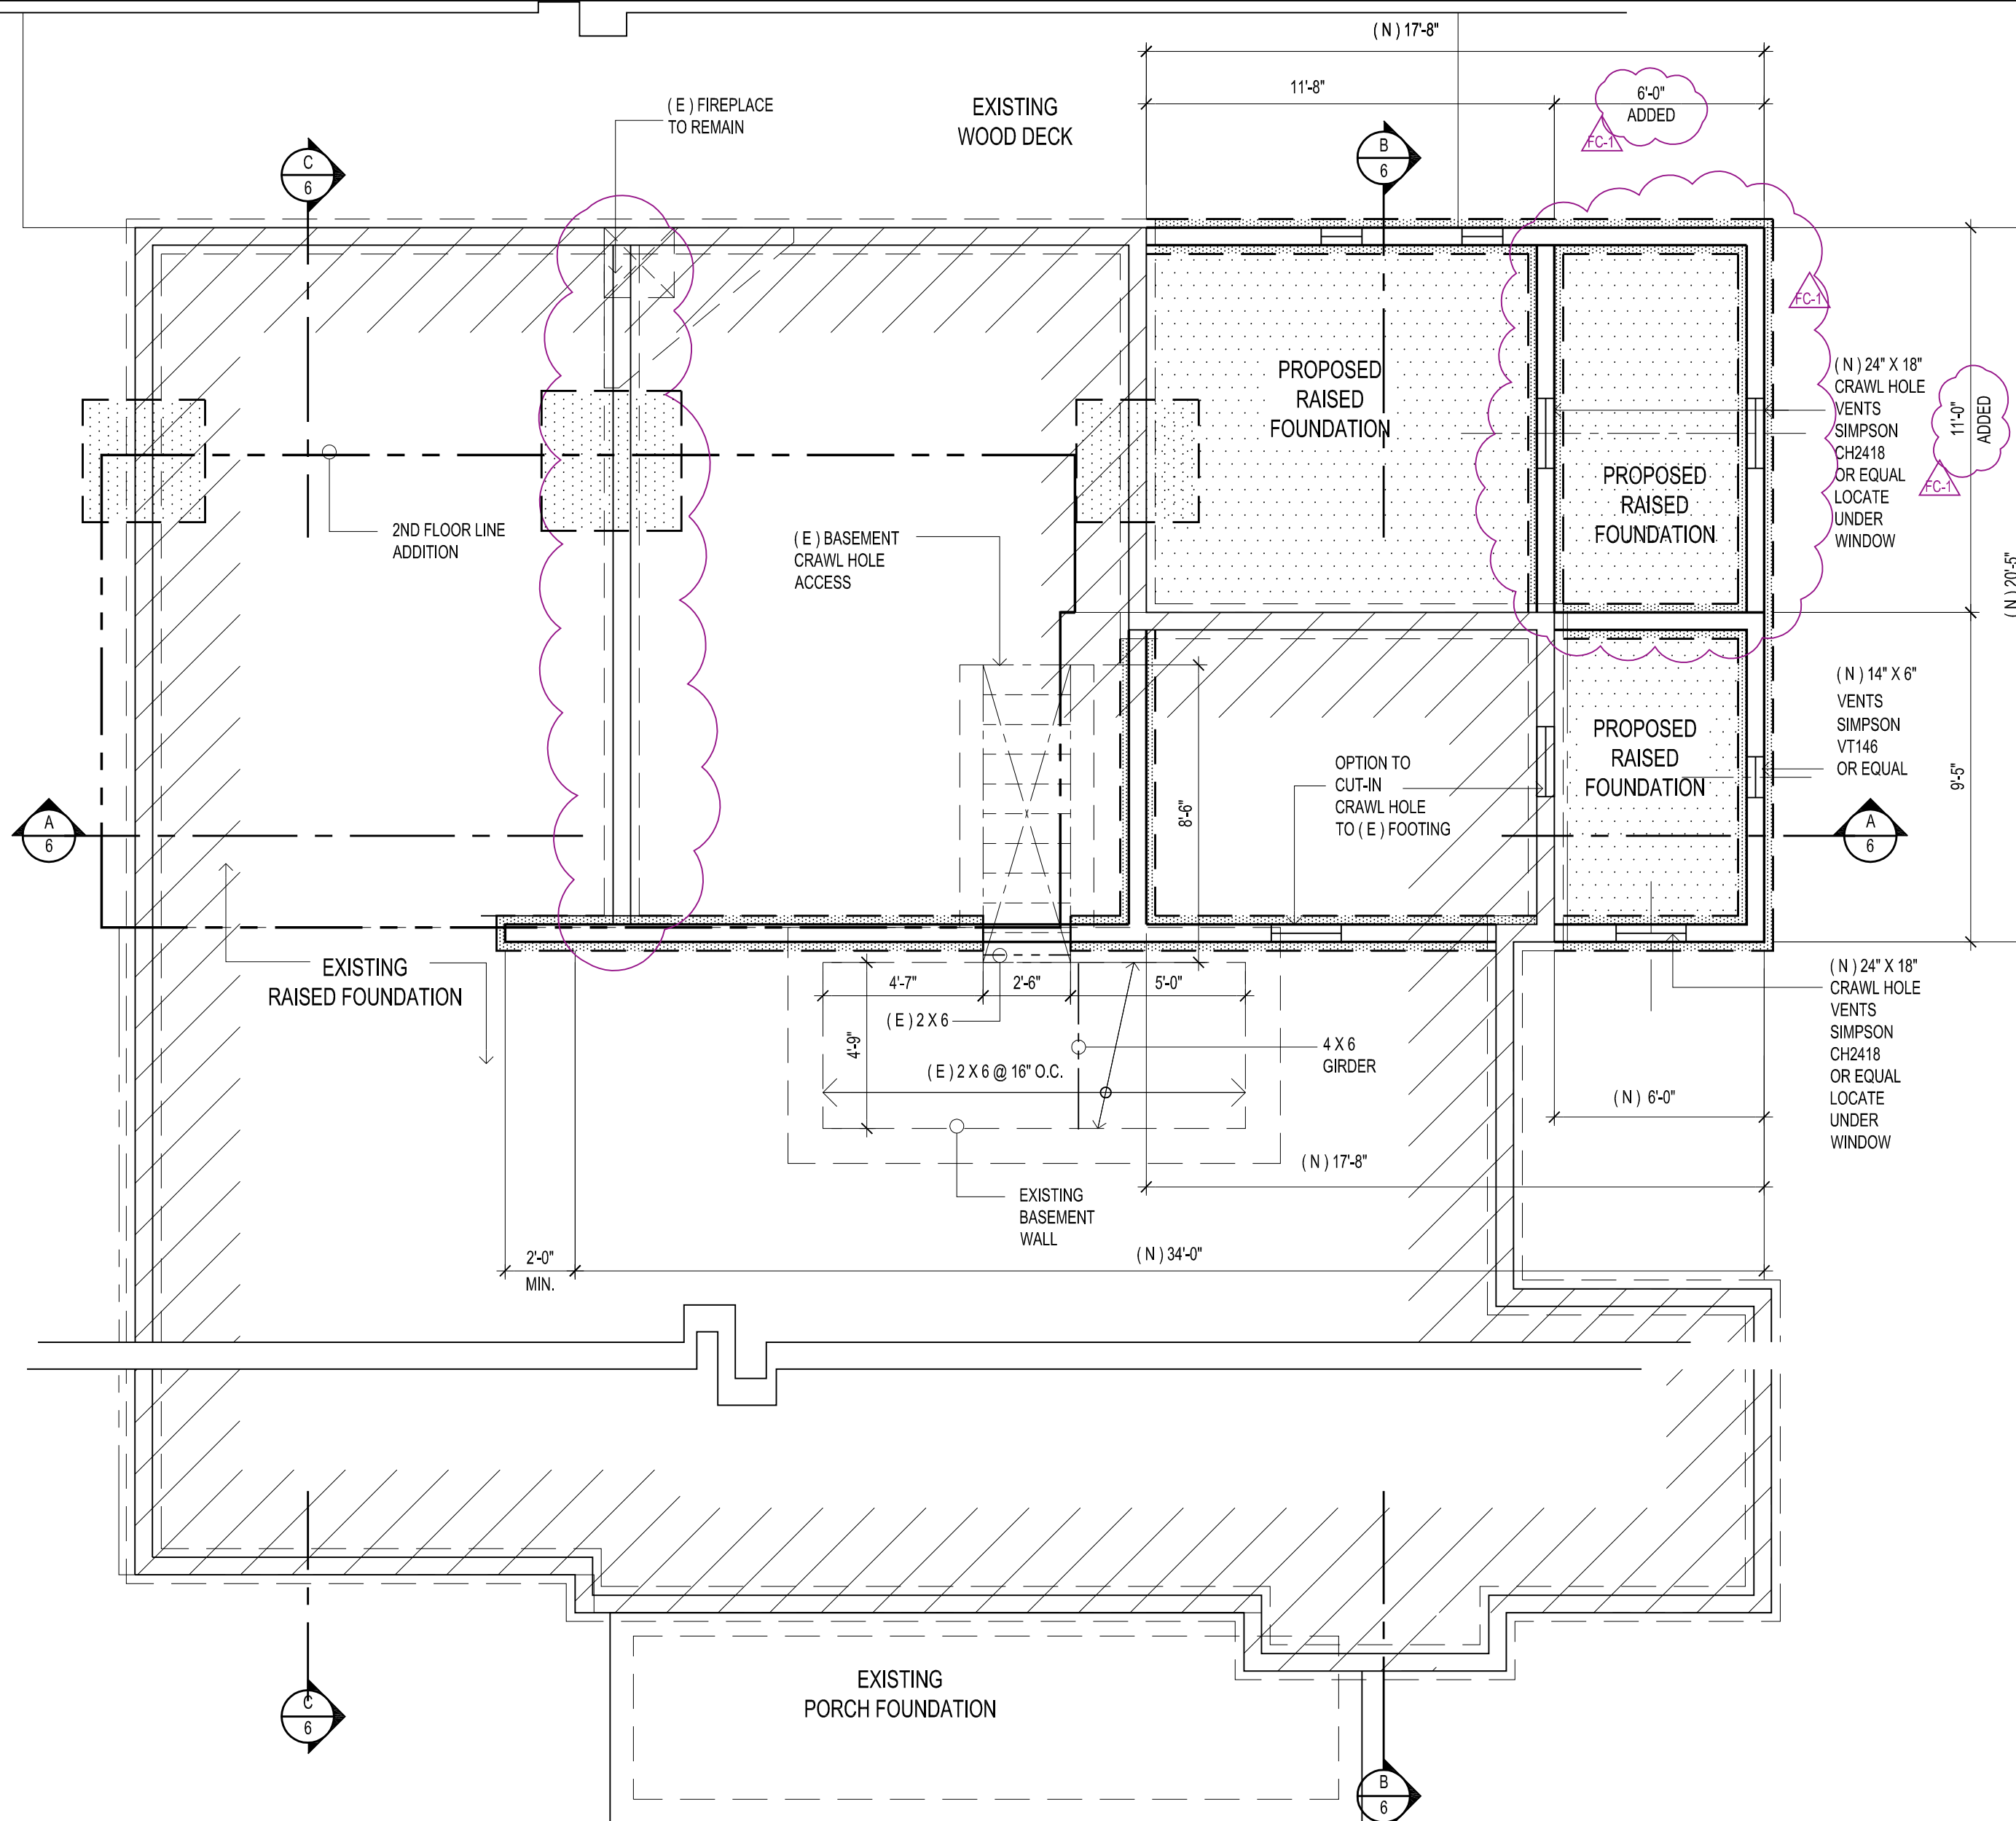 ( N ) 17'-8"
11'-8"
6'-0"
ADDED
FC-1
( E ) FIREPLACE
TO REMAIN
EXISTING
WOOD DECK
C
6
B
6
FC-1
PROPOSED
RAISED
FOUNDATION
PROPOSED
RAISED
FOUNDATION
( N ) 24" X 18"
CRAWL HOLE
VENTS
SIMPSON
CH2418
OR EQUAL
LOCATE
UNDER
WINDOW
11'-0"
ADDED
FC-1
( N ) 20'-5"
2ND FLOOR LINE
ADDITION
( E ) BASEMENT
CRAWL HOLE
ACCESS
( N ) 14" X 6"
VENTS
SIMPSON
VT146
OR EQUAL
PROPOSED
RAISED
FOUNDATION
OPTION TO
CUT-IN
CRAWL HOLE
TO ( E ) FOOTING
8'-6"
9'-5"
X
A
6
A
6
EXISTING
RAISED FOUNDATION
4'-7"
2'-6"
5'-0"
( E ) 2 X 6
4'-9"
( E ) 2 X 6 @ 16" O.C.
4 X 6
GIRDER
( N ) 24" X 18"
CRAWL HOLE
VENTS
SIMPSON
CH2418
OR EQUAL
LOCATE
UNDER
WINDOW
( N ) 6'-0"
( N ) 17'-8"
EXISTING
BASEMENT
WALL
2'-0"
MIN.
( N ) 34'-0"
EXISTING
PORCH FOUNDATION
C
6
B
6